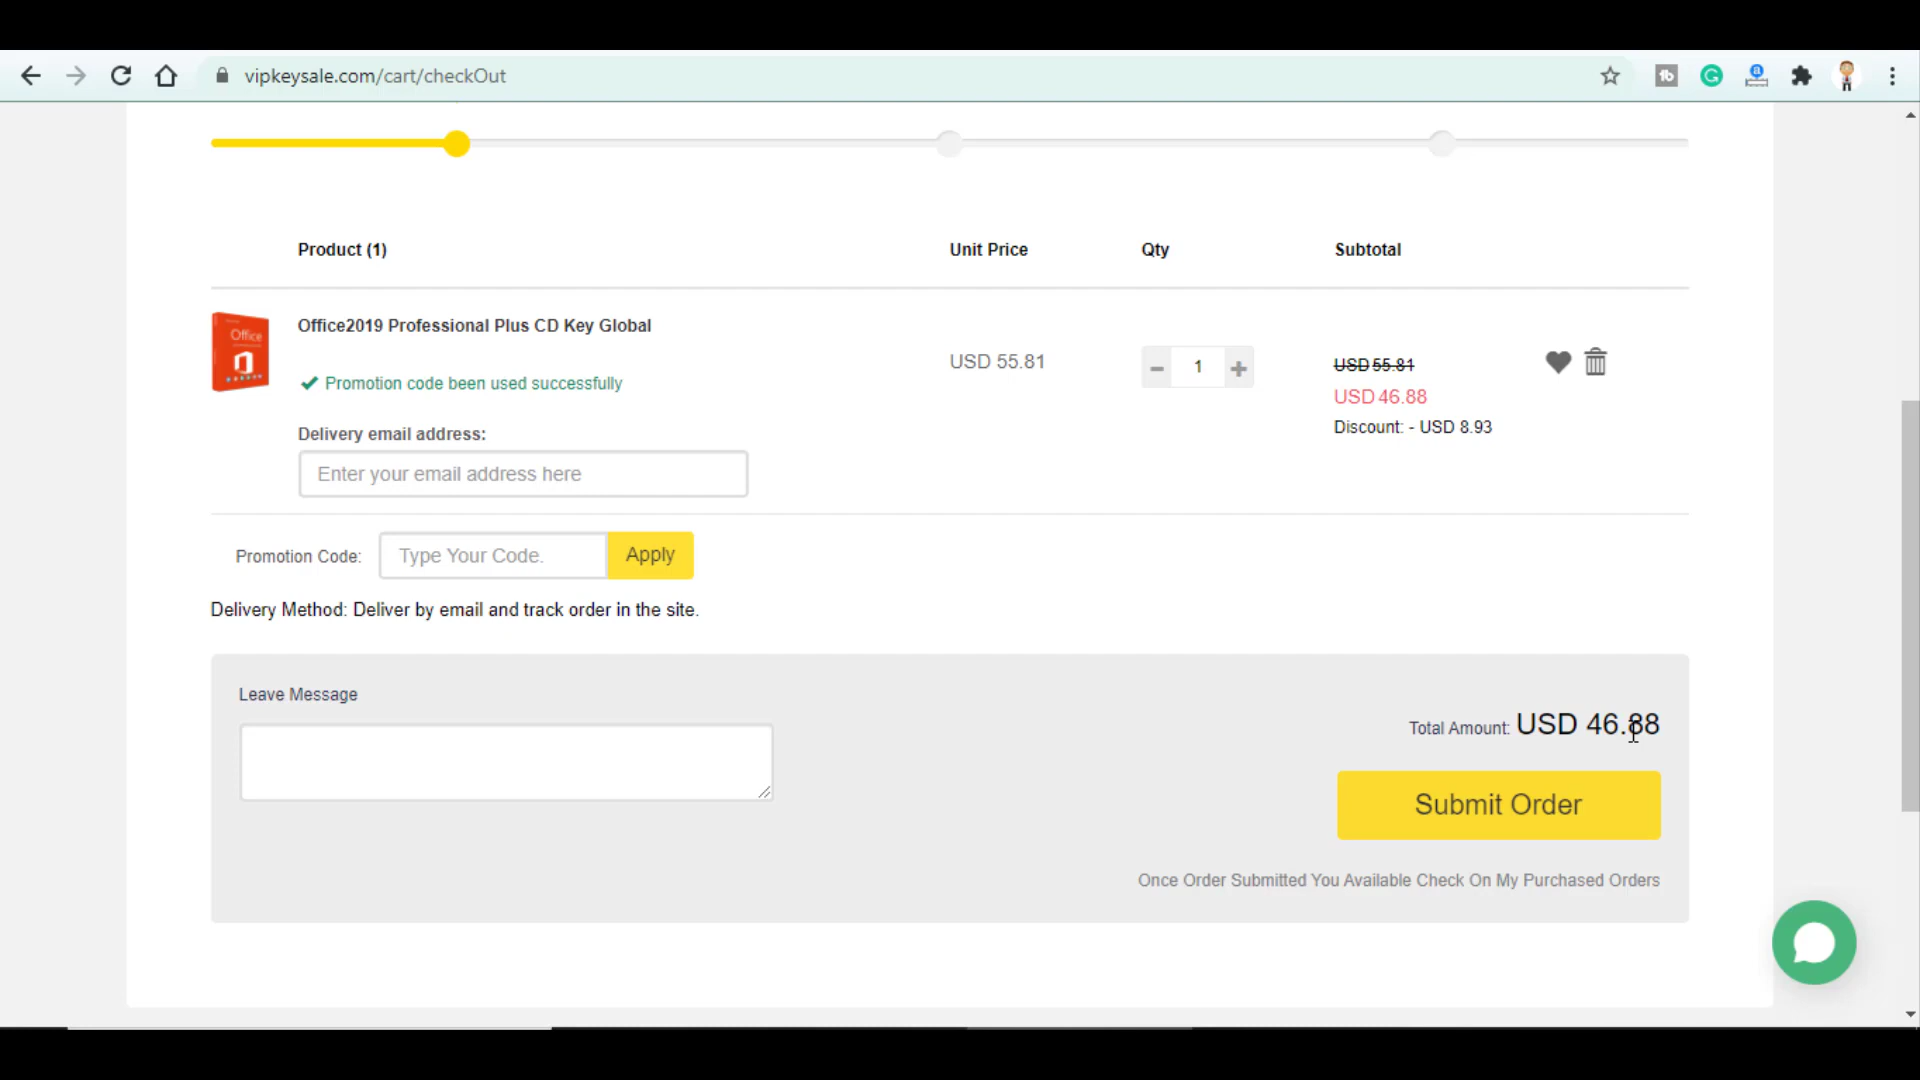 vipkeysale.com/cart/checkOut
Product (1) Unit Price Qty Subtotal
Office
Office2019 Professional Plus CD Key Global
USD 55.81 1 USD 55.81
Promotion code been used successfully
USD 46.88
Discount: - USD 8.93
Delivery email address:
Enter your email address here
Promotion Code: Type Your Code. Apply
Delivery Method: Deliver by email and track order in the site.
Leave Message
Total Amount: USD 46.88
Submit Order
Once Order Submitted You Available Check On My Purchased Orders